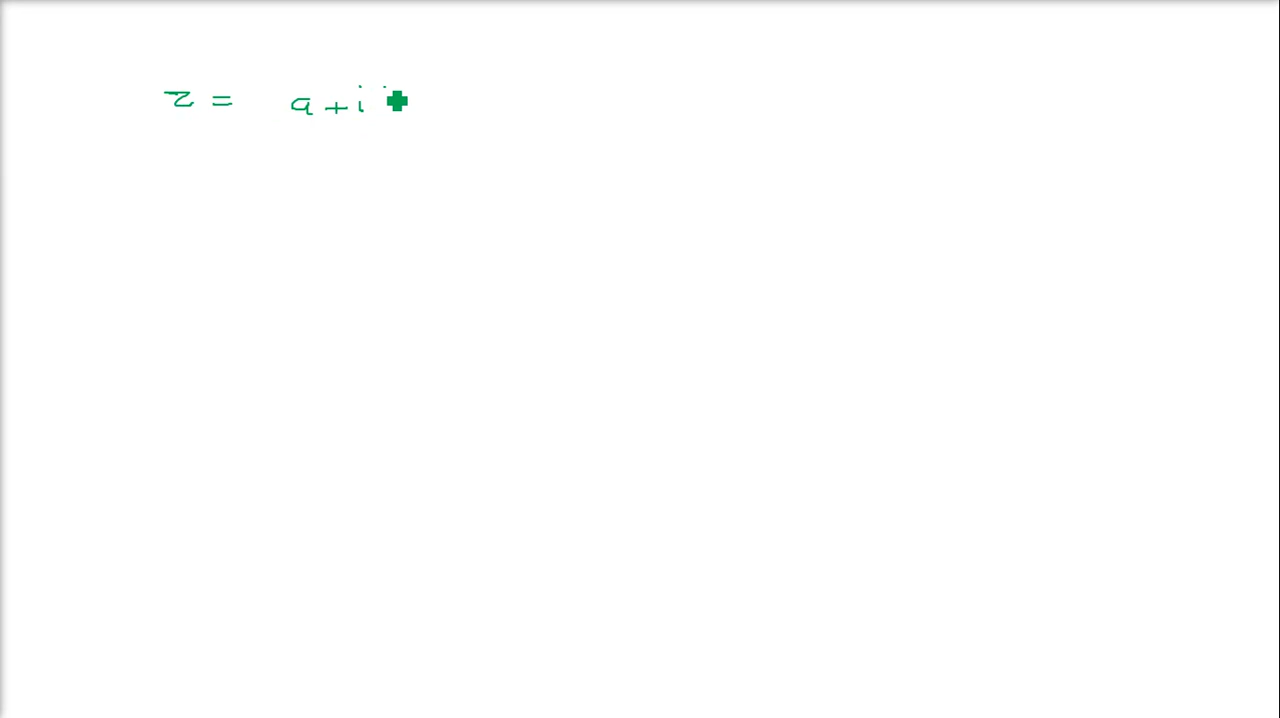 z = a + i